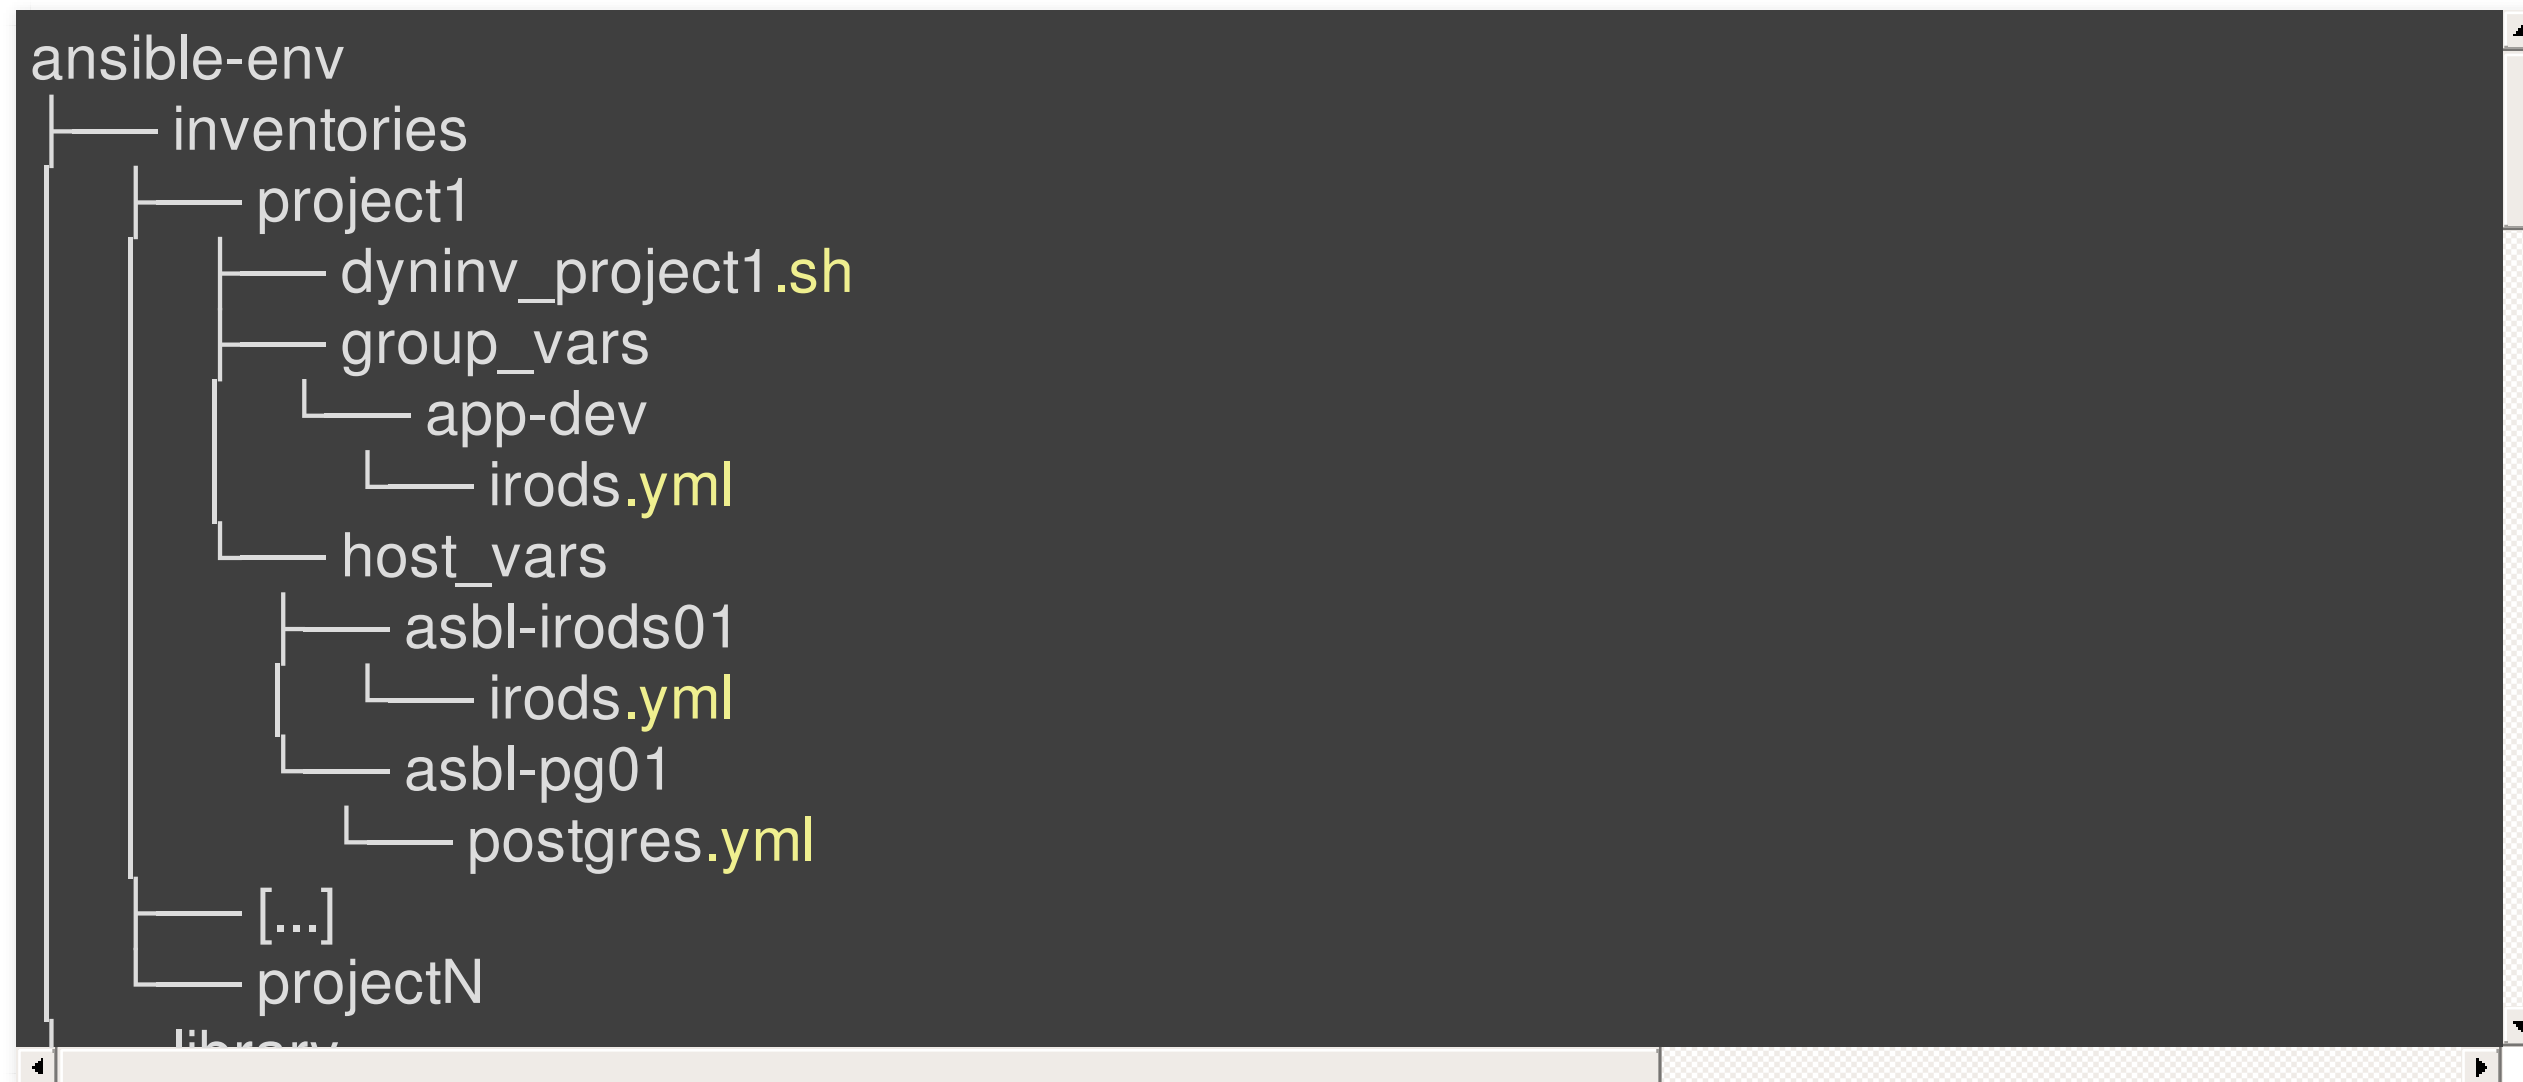 ansible-env
├── inventories
│   ├── project1
│   │   ├── dyninv_project1.sh
│   │   ├── group_vars
│   │   │   └── app-dev
│   │   │       └── irods.yml
│   │   └── host_vars
│   │       ├── asbl-irods01
│   │       │   └── irods.yml
│   │       └── asbl-pg01
│   │           └── postgres.yml
│   ├── [...]
│   └── projectN
library